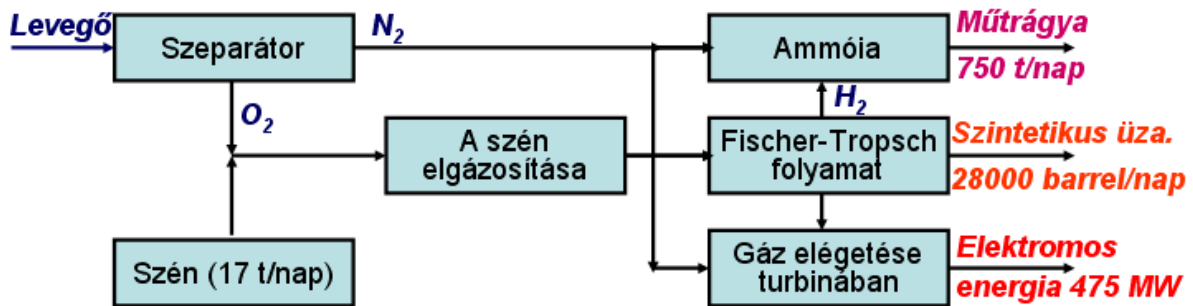 Levegő
Szeparátor
N2
Ammóia
Műtrágya
750 t/nap
O2
H2
A szén
elgázosítása
Fischer-Tropsch
folyamat
Szintetikus üza.
28000 barrel/nap
Szén (17 t/nap)
Gáz elégetése
turbinában
Elektromos
energia 475 MW